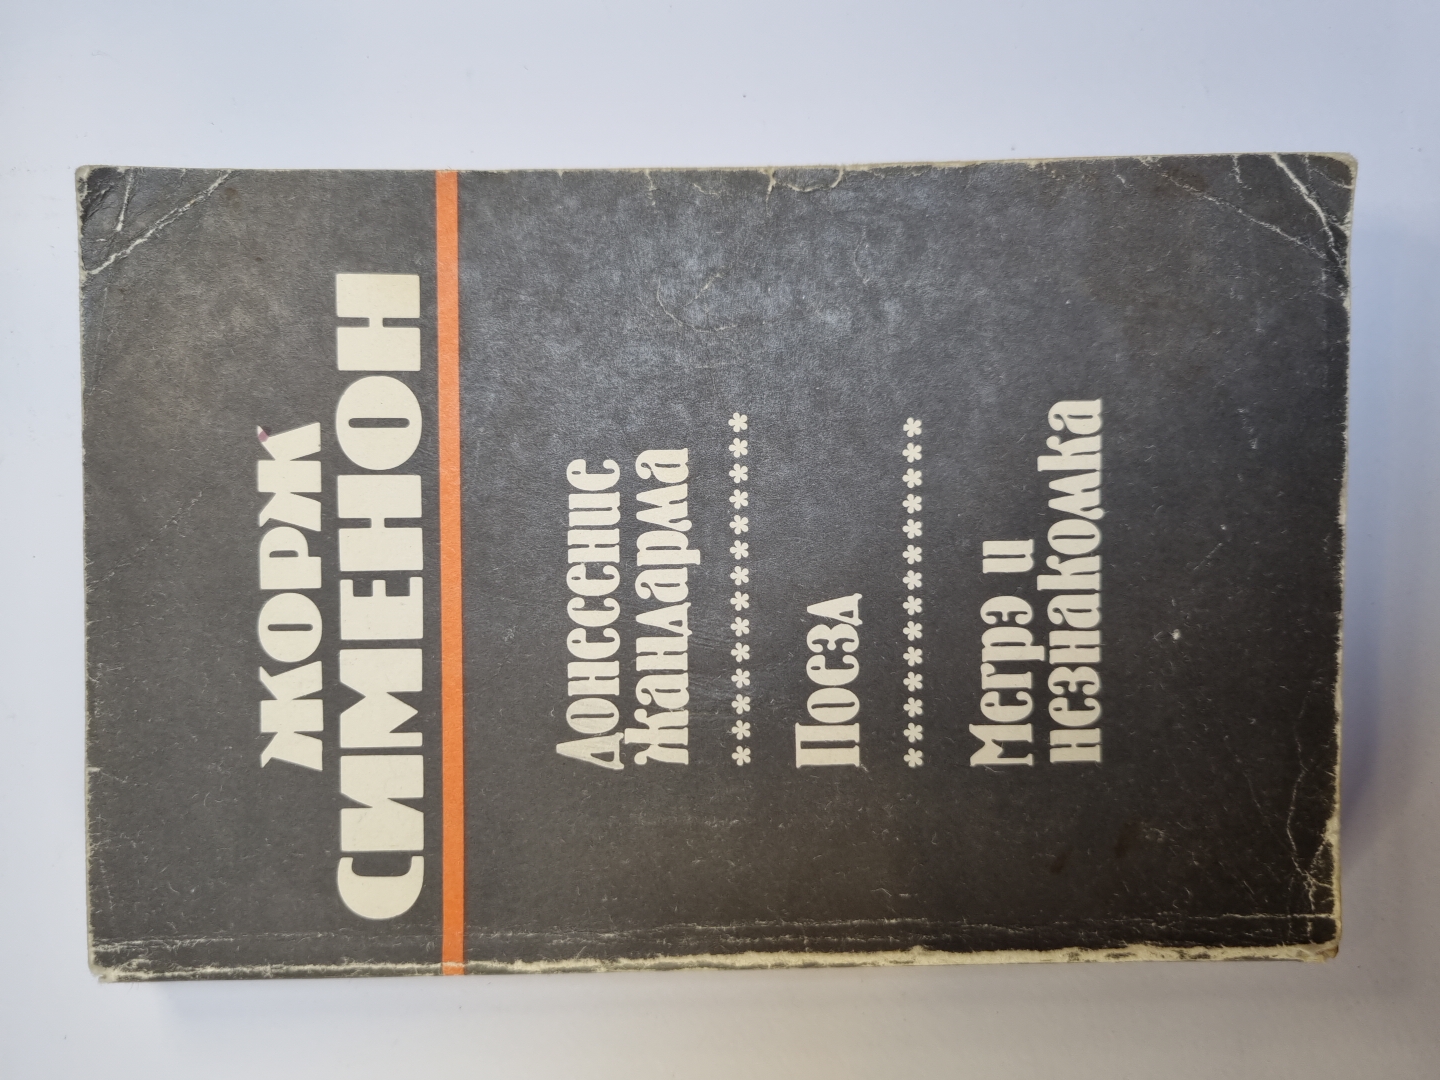 ЖОРЖ
СИМЕНОН
Донесение
жандарма
**************
Поезд
**************
Мегрэ и
незнакомка